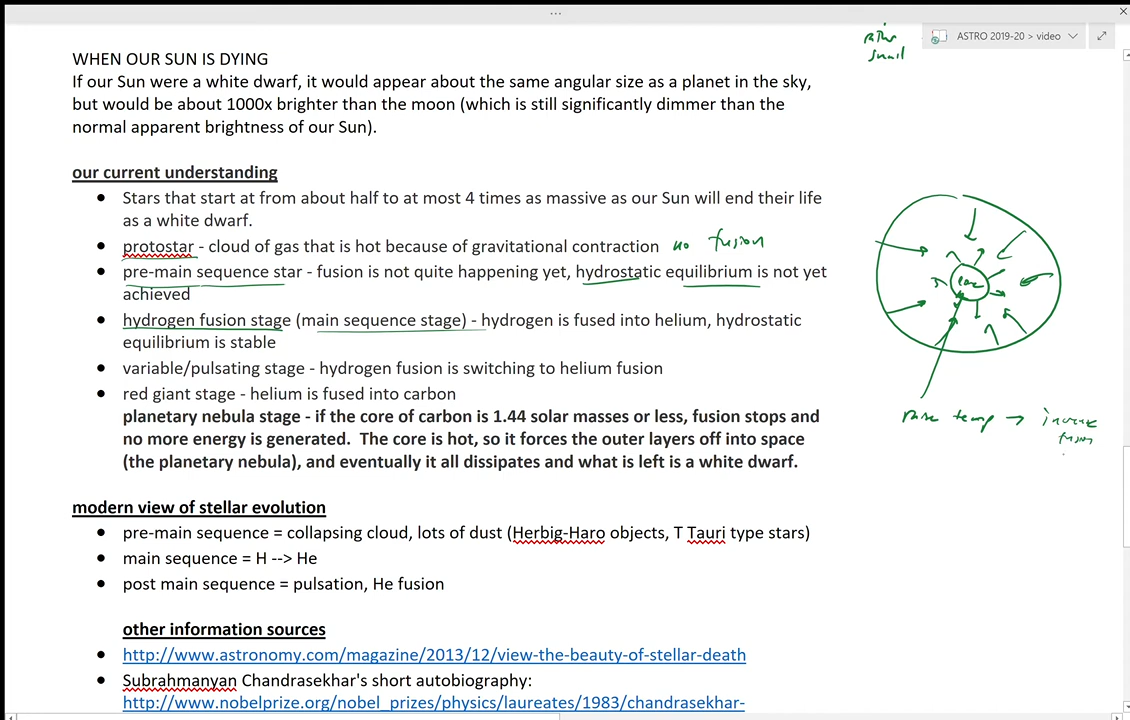 ...
ASTRO 2019-20 > video
small
WHEN OUR SUN IS DYING
If our Sun were a white dwarf, it would appear about the same angular size as a planet in the sky,
but would be about 1000x brighter than the moon (which is still significantly dimmer than the
normal apparent brightness of our Sun).
our current understanding
• Stars that start at from about half to at most 4 times as massive as our Sun will end their life
as a white dwarf.
• protostar - cloud of gas that is hot because of gravitational contraction no fusion
• pre-main sequence star - fusion is not quite happening yet, hydrostatic equilibrium is not yet
achieved
• hydrogen fusion stage (main sequence stage) - hydrogen is fused into helium, hydrostatic
equilibrium is stable
• variable/pulsating stage - hydrogen fusion is switching to helium fusion
• red giant stage - helium is fused into carbon
planetary nebula stage - if the core of carbon is 1.44 solar masses or less, fusion stops and
no more energy is generated.  The core is hot, so it forces the outer layers off into space
(the planetary nebula), and eventually it all dissipates and what is left is a white dwarf.
core
raise temp → increase
fusion
modern view of stellar evolution
• pre-main sequence = collapsing cloud, lots of dust (Herbig-Haro objects, T Tauri type stars)
• main sequence = H --> He
• post main sequence = pulsation, He fusion
other information sources
• http://www.astronomy.com/magazine/2013/12/view-the-beauty-of-stellar-death
• Subrahmanyan Chandrasekhar's short autobiography:
http://www.nobelprize.org/nobel_prizes/physics/laureates/1983/chandrasekhar-